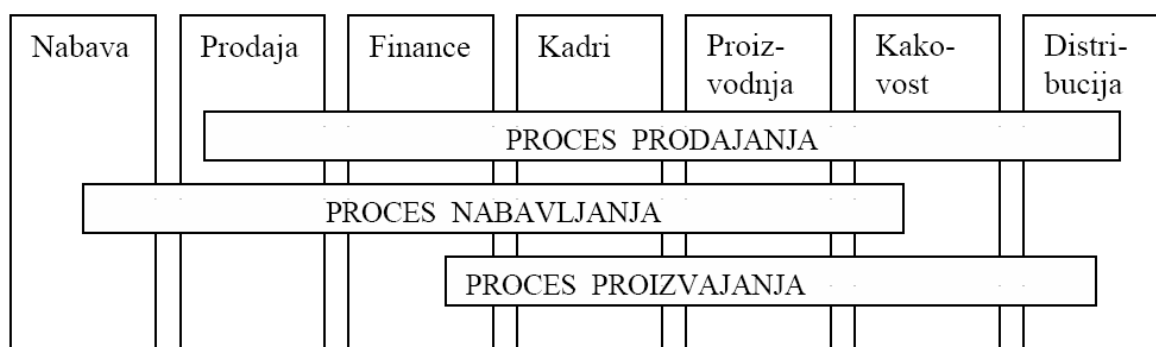 Nabava
Prodaja
Finance
Kadri
Proiz-
vodnja
Kako-
vost
Distri-
bucija
PROCES PRODAJANJA
PROCES NABAVLJANJA
PROCES PROIZVAJANJA